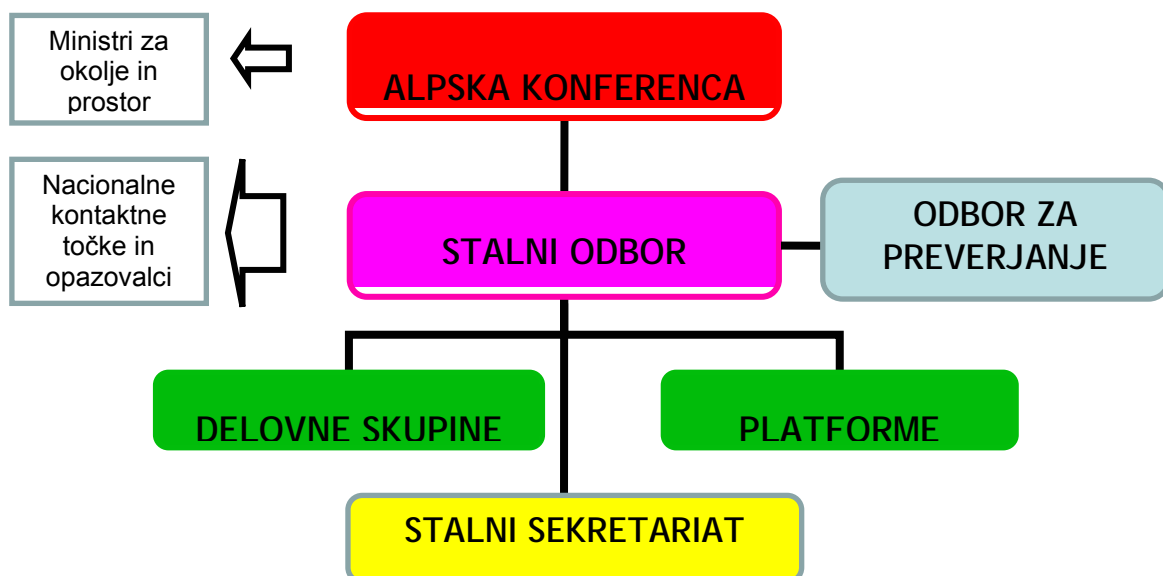 Ministri za
okolje in
prostor
ALPSKA KONFERENCA
Nacionalne
kontaktne
točke in
opazovalci
STALNI ODBOR
ODBOR ZA
PREVERJANJE
DELOVNE SKUPINE
PLATFORME
STALNI SEKRETARIAT